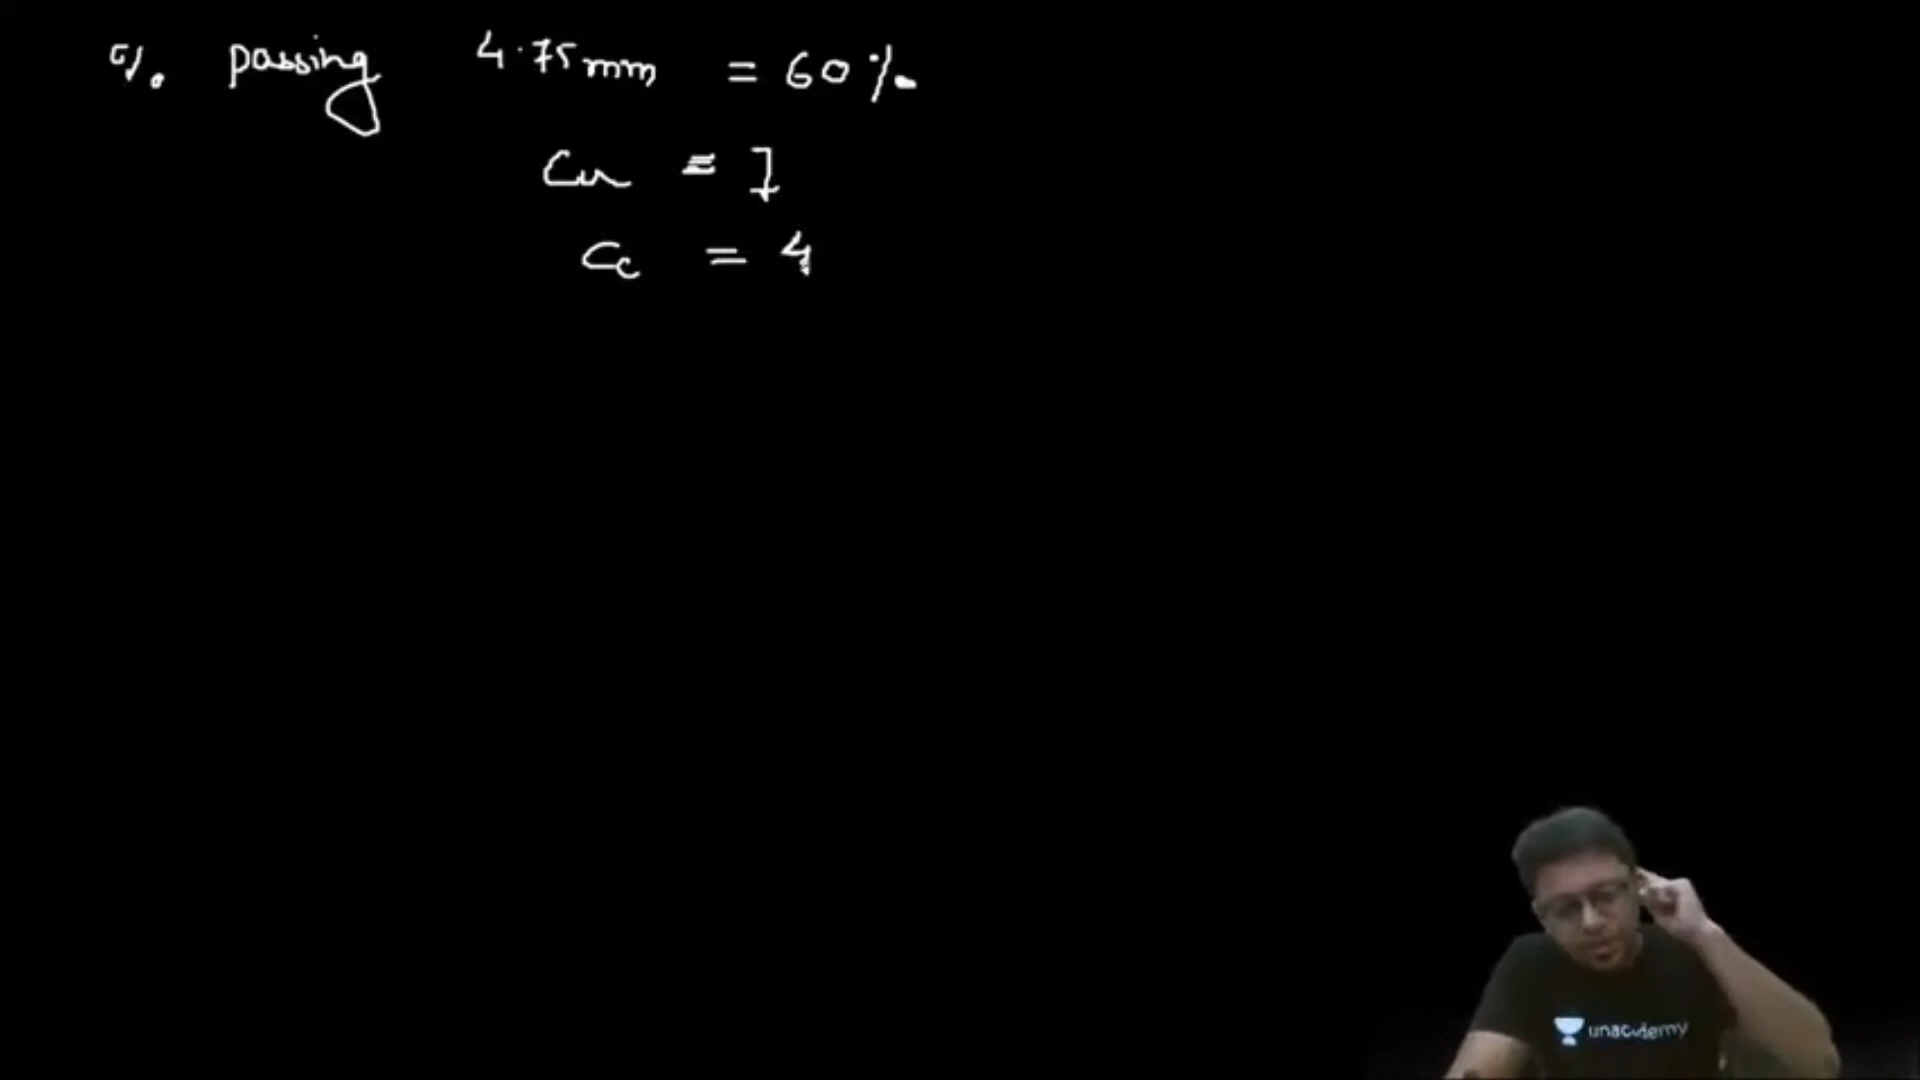 % passing 4.75mm = 60%
Cu = 7
Cc = 4
unacademy